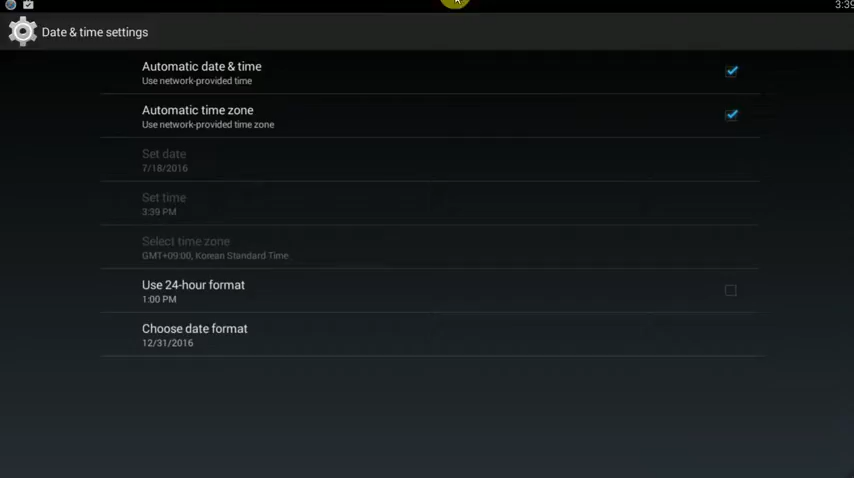 3:39
Date & time settings
Automatic date & time
Use network-provided time
Automatic time zone
Use network-provided time zone
Set date
7/18/2016
Set time
3:39 PM
Select time zone
GMT+09:00, Korean Standard Time
Use 24-hour format
1:00 PM
Choose date format
12/31/2016